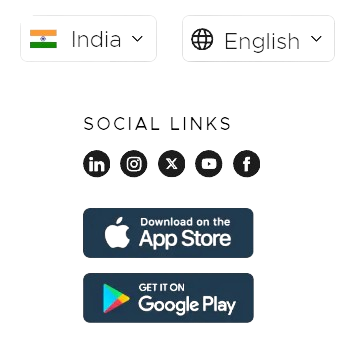 India
English
SOCIAL LINKS
Download on the
App Store
GET IT ON
Google Play